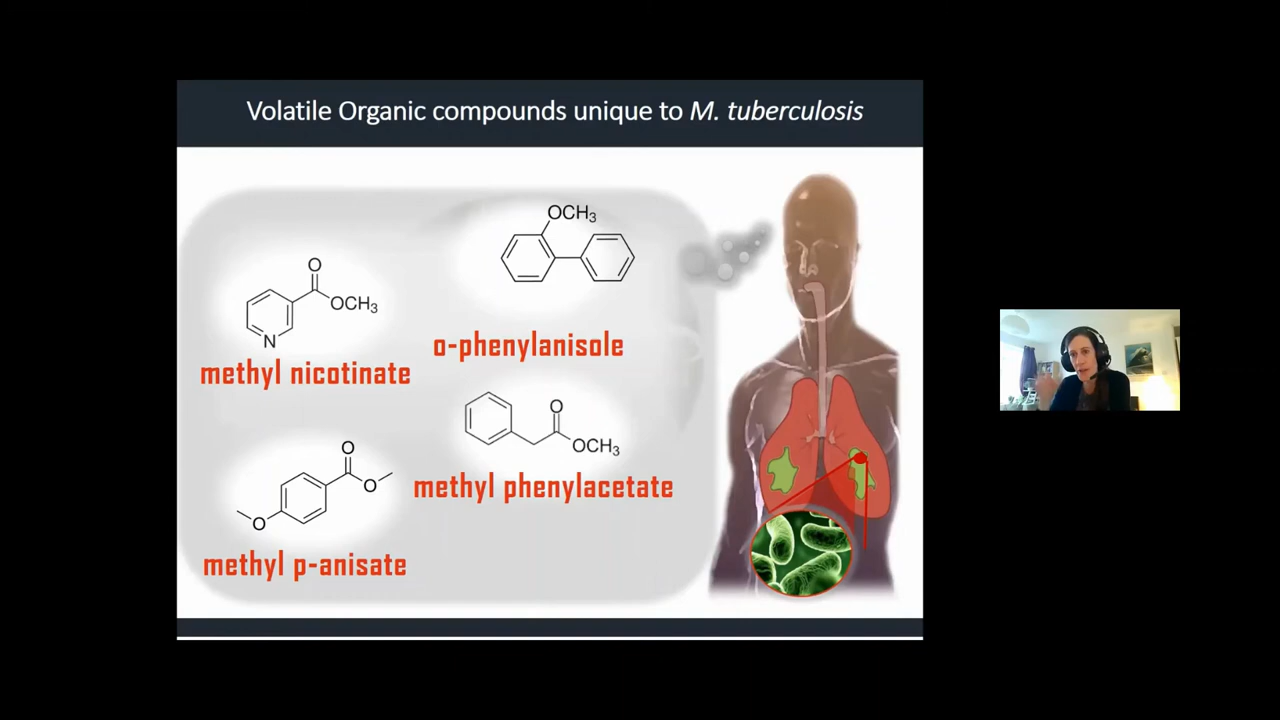 Volatile Organic compounds unique to M. tuberculosis
OCH₃
O
OCH₃
N
methyl nicotinate
o-phenylanisole
O
OCH₃
methyl phenylacetate
O
O
O
methyl p-anisate